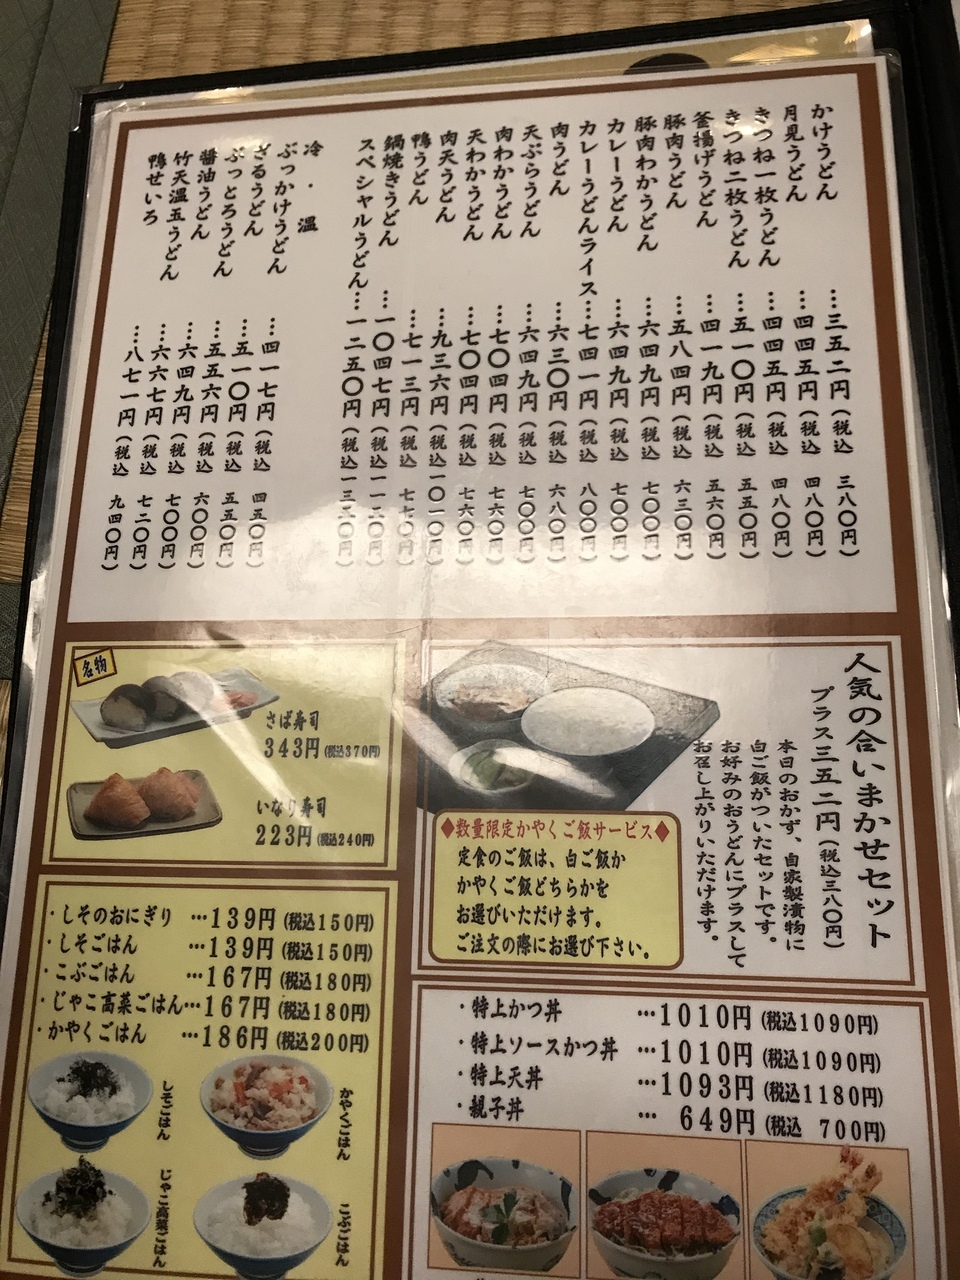 かけうどん …三五二円(税込 三八〇円)
月見うどん …四四五円(税込 四八〇円)
きつね一枚うどん …四四五円(税込 四八〇円)
きつね二枚うどん …五一〇円(税込 五五〇円)
釜揚げうどん …四一九円(税込 五六〇円)
豚肉うどん …五八四円(税込 六三〇円)
豚肉わかうどん …六四九円(税込 七〇〇円)
カレーうどん …六四九円(税込 七〇〇円)
カレーうどんライス …七四一円(税込 八〇〇円)
肉うどん …六三〇円(税込 六八〇円)
天ぷらうどん …六四九円(税込 七〇〇円)
肉わかうどん …七〇四円(税込 七六〇円)
天わかうどん …七〇四円(税込 七六〇円)
肉天うどん …九三六円(税込一〇一〇円)
鴨うどん …七一三円(税込 七七〇円)
鍋焼きうどん …一〇四七円(税込一一三〇円)
スペシャルうどん …一二五〇円(税込一三五〇円)
冷・温
ぶっかけうどん …四一七円(税込 四五〇円)
ざるうどん …五一〇円(税込 五五〇円)
ぶっとろうどん …五五六円(税込 六〇〇円)
醤油うどん …六四九円(税込 七〇〇円)
竹天温玉うどん …六六七円(税込 七二〇円)
鴨せいろ …八七一円(税込 九四〇円)
名物
さば寿司
343円(税込370円)
いなり寿司
223円(税込240円)
人気の合いまかせセット
プラス三五二円(税込三八〇円)
本日のおかず、自家製漬物に
白ご飯がついたセットです。
お好みのおうどんにプラスして
お召し上がりいただけます。
◆数量限定かやくご飯サービス◆
定食のご飯は、白ご飯か
かやくご飯どちらかを
お選びいただけます。
ご注文の際にお選び下さい。
・しそのおにぎり …139円(税込150円)
・しそごはん …139円(税込150円)
・こぶごはん …167円(税込180円)
・じゃこ高菜ごはん…167円(税込180円)
・かやくごはん …186円(税込200円)
しそごはん
かやくごはん
じゃこ高菜ごはん
こぶごはん
・特上かつ丼 …1010円(税込1090円)
・特上ソースかつ丼 …1010円(税込1090円)
・特上天丼 …1093円(税込1180円)
・親子丼 … 649円(税込 700円)